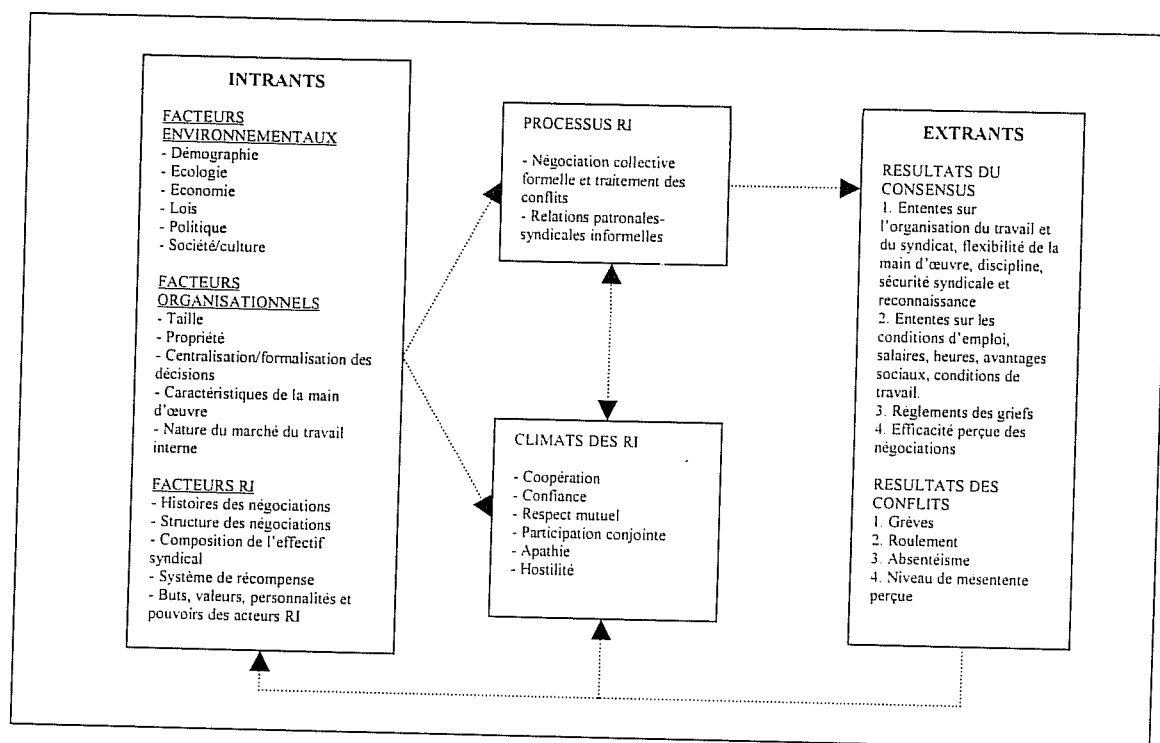 INTRANTS
FACTEURS
ENVIRONNEMENTAUX
- Démographie
- Ecologie
- Economie
- Lois
- Politique
- Société/culture
FACTEURS
ORGANISATIONNELS
- Taille
- Propriété
- Centralisation/formalisation des
décisions
- Caractéristiques de la main
d'œuvre
- Nature du marché du travail
interne
FACTEURS RI
- Histoires des négociations
- Structure des négociations
- Composition de l'effectif
syndical
- Système de récompense
- Buts, valeurs, personnalités et
pouvoirs des acteurs RI
PROCESSUS RI
- Négociation collective
formelle et traitement des
conflits
- Relations patronales-
syndicales informelles
CLIMATS DES RI
- Coopération
- Confiance
- Respect mutuel
- Participation conjointe
- Apathie
- Hostilité
EXTRANTS
RESULTATS DU
CONSENSUS
1. Ententes sur
l'organisation du travail et
du syndicat, flexibilité de la
main d'œuvre, discipline,
sécurité syndicale et
reconnaissance
2. Ententes sur les
conditions d'emploi,
salaires, heures, avantages
sociaux, conditions de
travail.
3. Réglements des griefs
4. Efficacité perçue des
négociations
RESULTATS DES
CONFLITS
1. Grèves
2. Roulement
3. Absentéisme
4. Niveau de mésentente
perçue